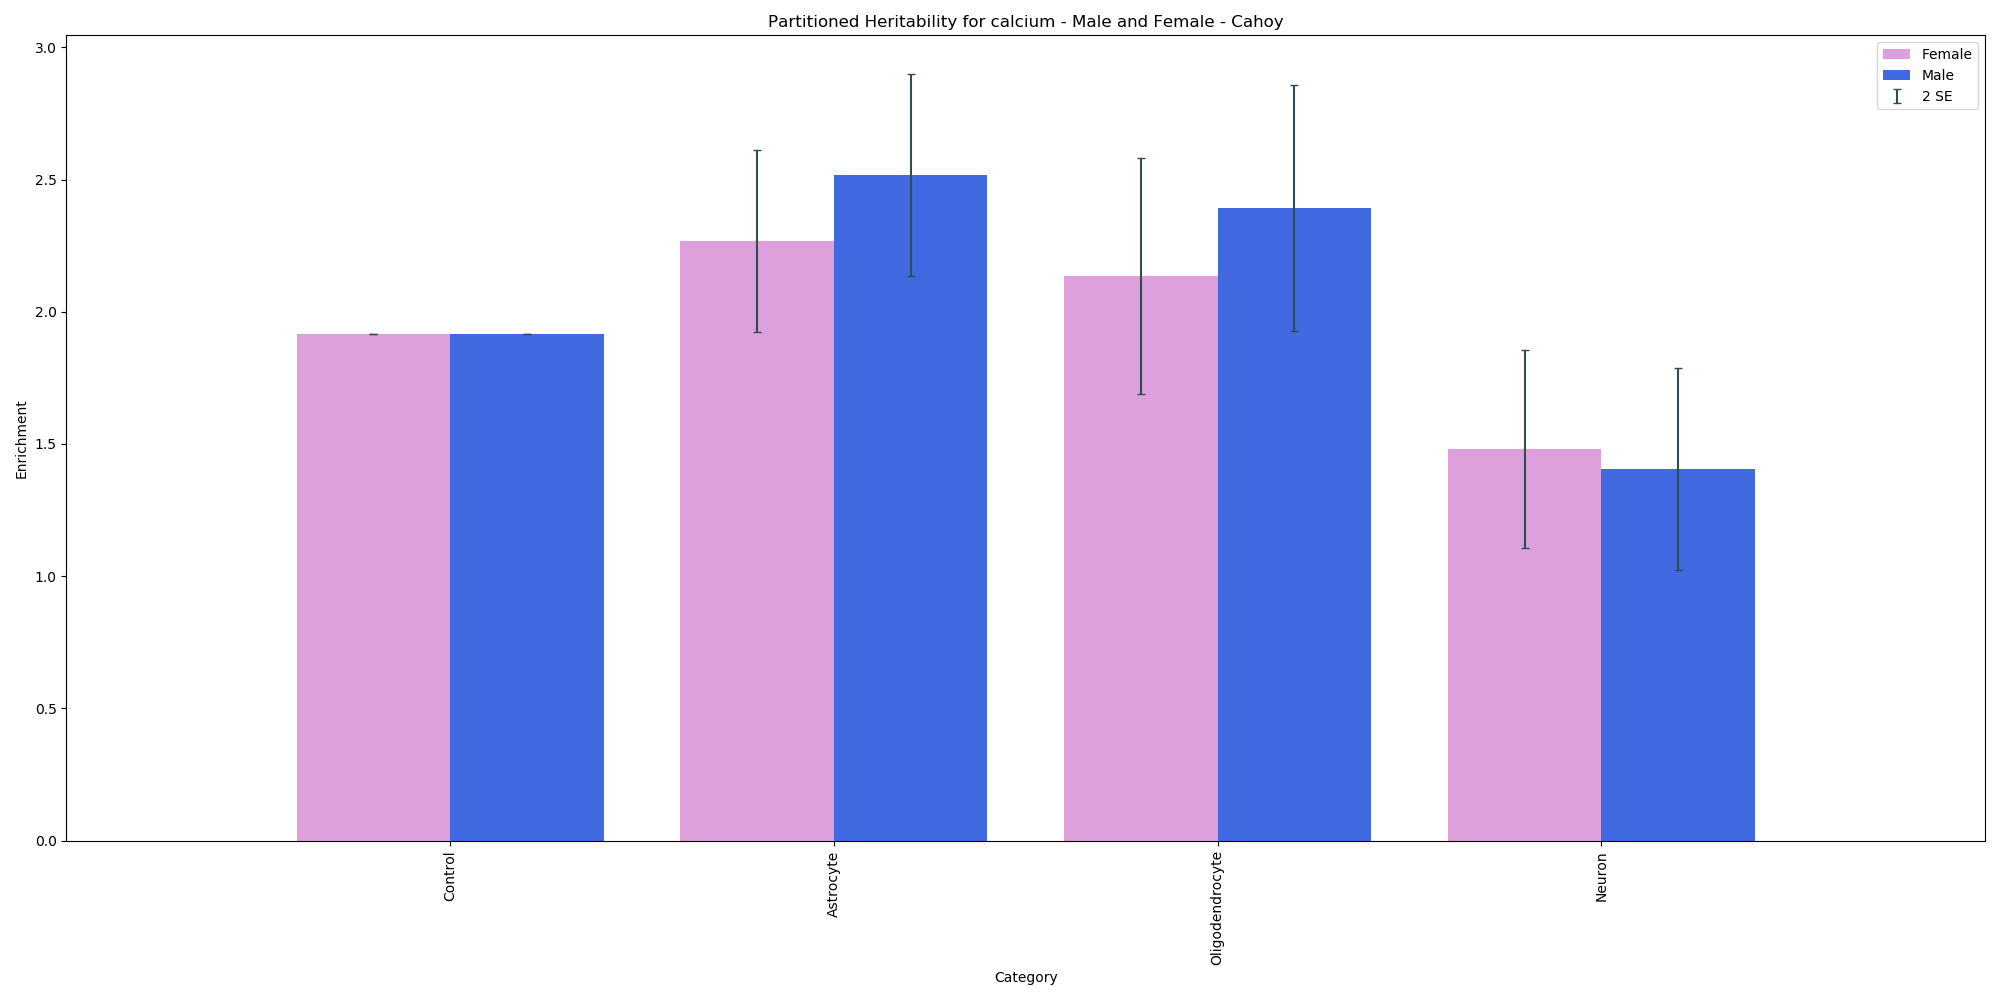 Partitioned Heritability for calcium - Male and Female - Cahoy
Female
Male
2 SE
Enrichment
3.0
2.5
2.0
1.5
1.0
0.5
0.0
Control
Astrocyte
Oligodendrocyte
Neuron
Category